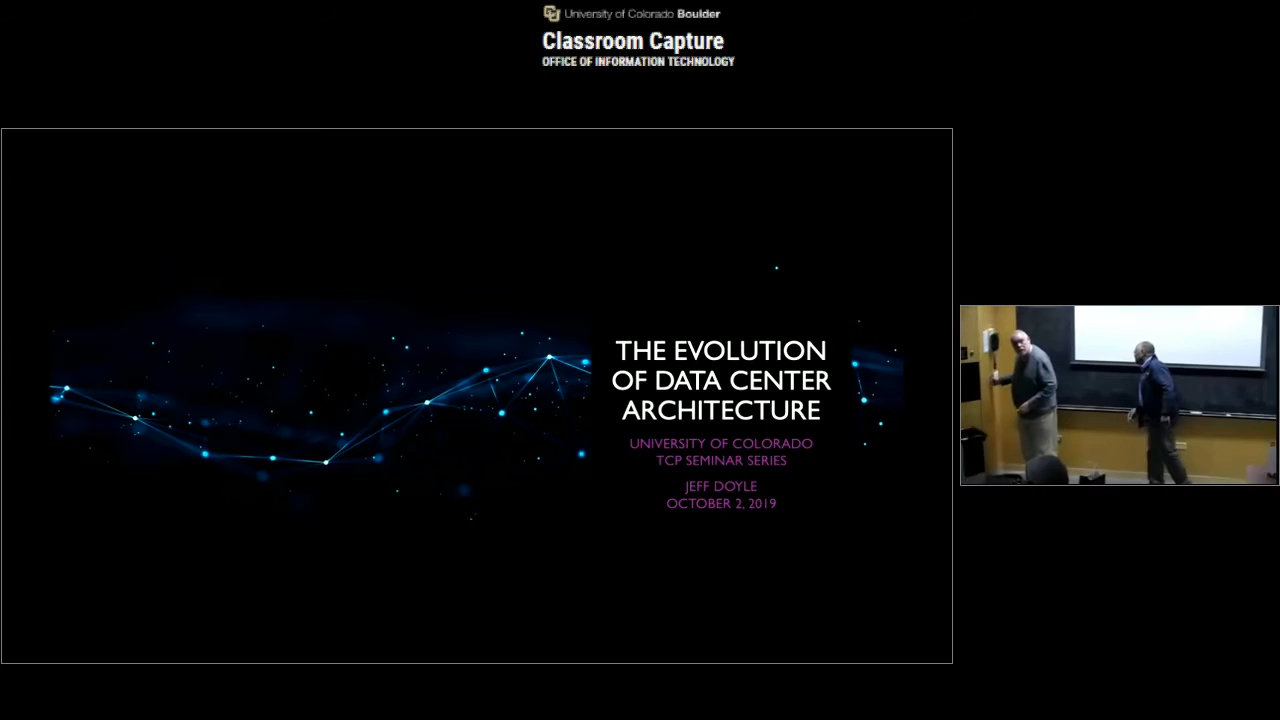 University of Colorado Boulder
Classroom Capture
OFFICE OF INFORMATION TECHNOLOGY
THE EVOLUTION
OF DATA CENTER
ARCHITECTURE
UNIVERSITY OF COLORADO
TCP SEMINAR SERIES
JEFF DOYLE
OCTOBER 2, 2019